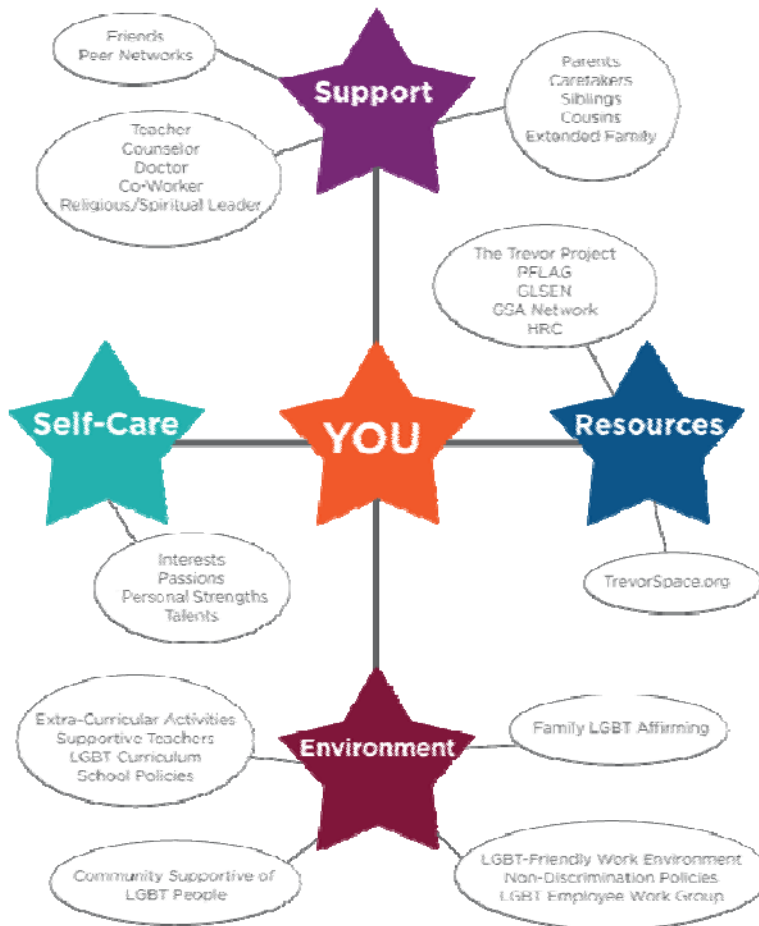 Friends
Peer Networks
Support
Parents
Caretakers
Siblings
Cousins
Extended Family
Teacher
Counselor
Doctor
Co-Worker
Religious/Spiritual Leader
The Trevor Project
PFLAG
GLSEN
GSA Network
HRC
Self-Care
YOU
Resources
Interests
Passions
Personal Strengths
Talents
TrevorSpace.org
Extra-Curricular Activities
Supportive Teachers
LGBT Curriculum
School Policies
Environment
Family LGBT Affirming
Community Supportive of
LGBT People
LGBT-Friendly Work Environment
Non-Discrimination Policies
LGBT Employee Work Group